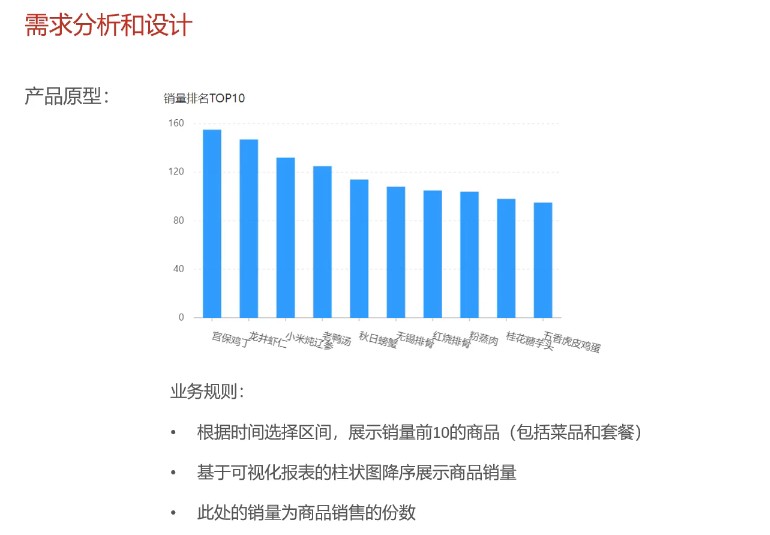 需求分析和设计
产品原型：
销量排名TOP10
160
120
80
40
0
宫保鸡丁
龙井虾仁
小米炖辽参
老鸭汤
秋日螃蟹
无锡排骨
红烧排骨
粉蒸肉
桂花糖芋头
五香虎皮鸡蛋
业务规则：
• 根据时间选择区间，展示销量前10的商品（包括菜品和套餐）
• 基于可视化报表的柱状图降序展示商品销量
• 此处的销量为商品销售的份数